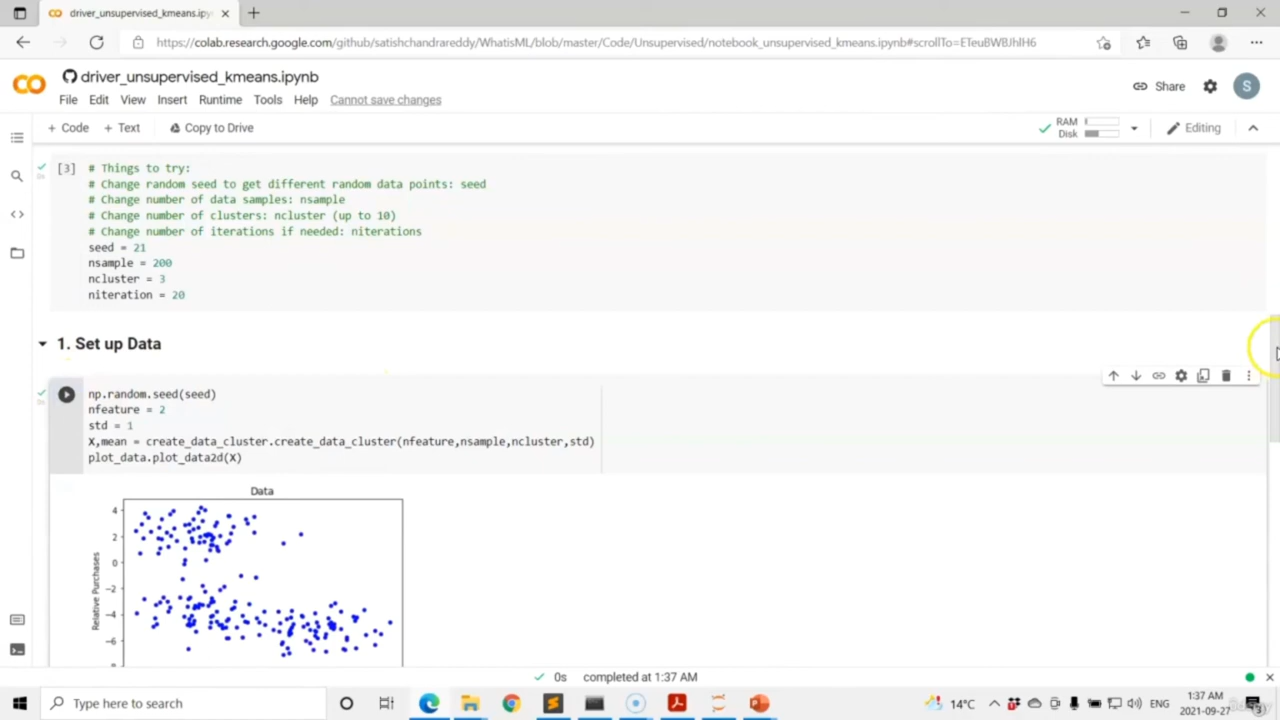 driver_unsupervised_kmeans.ipy
https://colab.research.google.com/github/satishchandrareddy/WhatisML/blob/master/Code/Unsupervised/notebook_unsupervised_kmeans.ipynb#scrollTo=ETeuBWBJhlH6
driver_unsupervised_kmeans.ipynb
Share
S
File Edit View Insert Runtime Tools Help Cannot save changes
+ Code + Text Copy to Drive
RAM
Disk
Editing
[3]
# Things to try:
# Change random seed to get different random data points: seed
# Change number of data samples: nsample
# Change number of clusters: ncluster (up to 10)
# Change number of iterations if needed: niterations
seed = 21
nsample = 200
ncluster = 3
niteration = 20
0s
1. Set up Data
np.random.seed(seed)
nfeature = 2
std = 1
X,mean = create_data_cluster.create_data_cluster(nfeature,nsample,ncluster,std)
plot_data.plot_data2d(X)
0s
Data
4
2
0
−2
−4
−6
Relative Purchases
0s completed at 1:37 AM
Type here to search
14°C
ENG
1:37 AM
2021-09-27